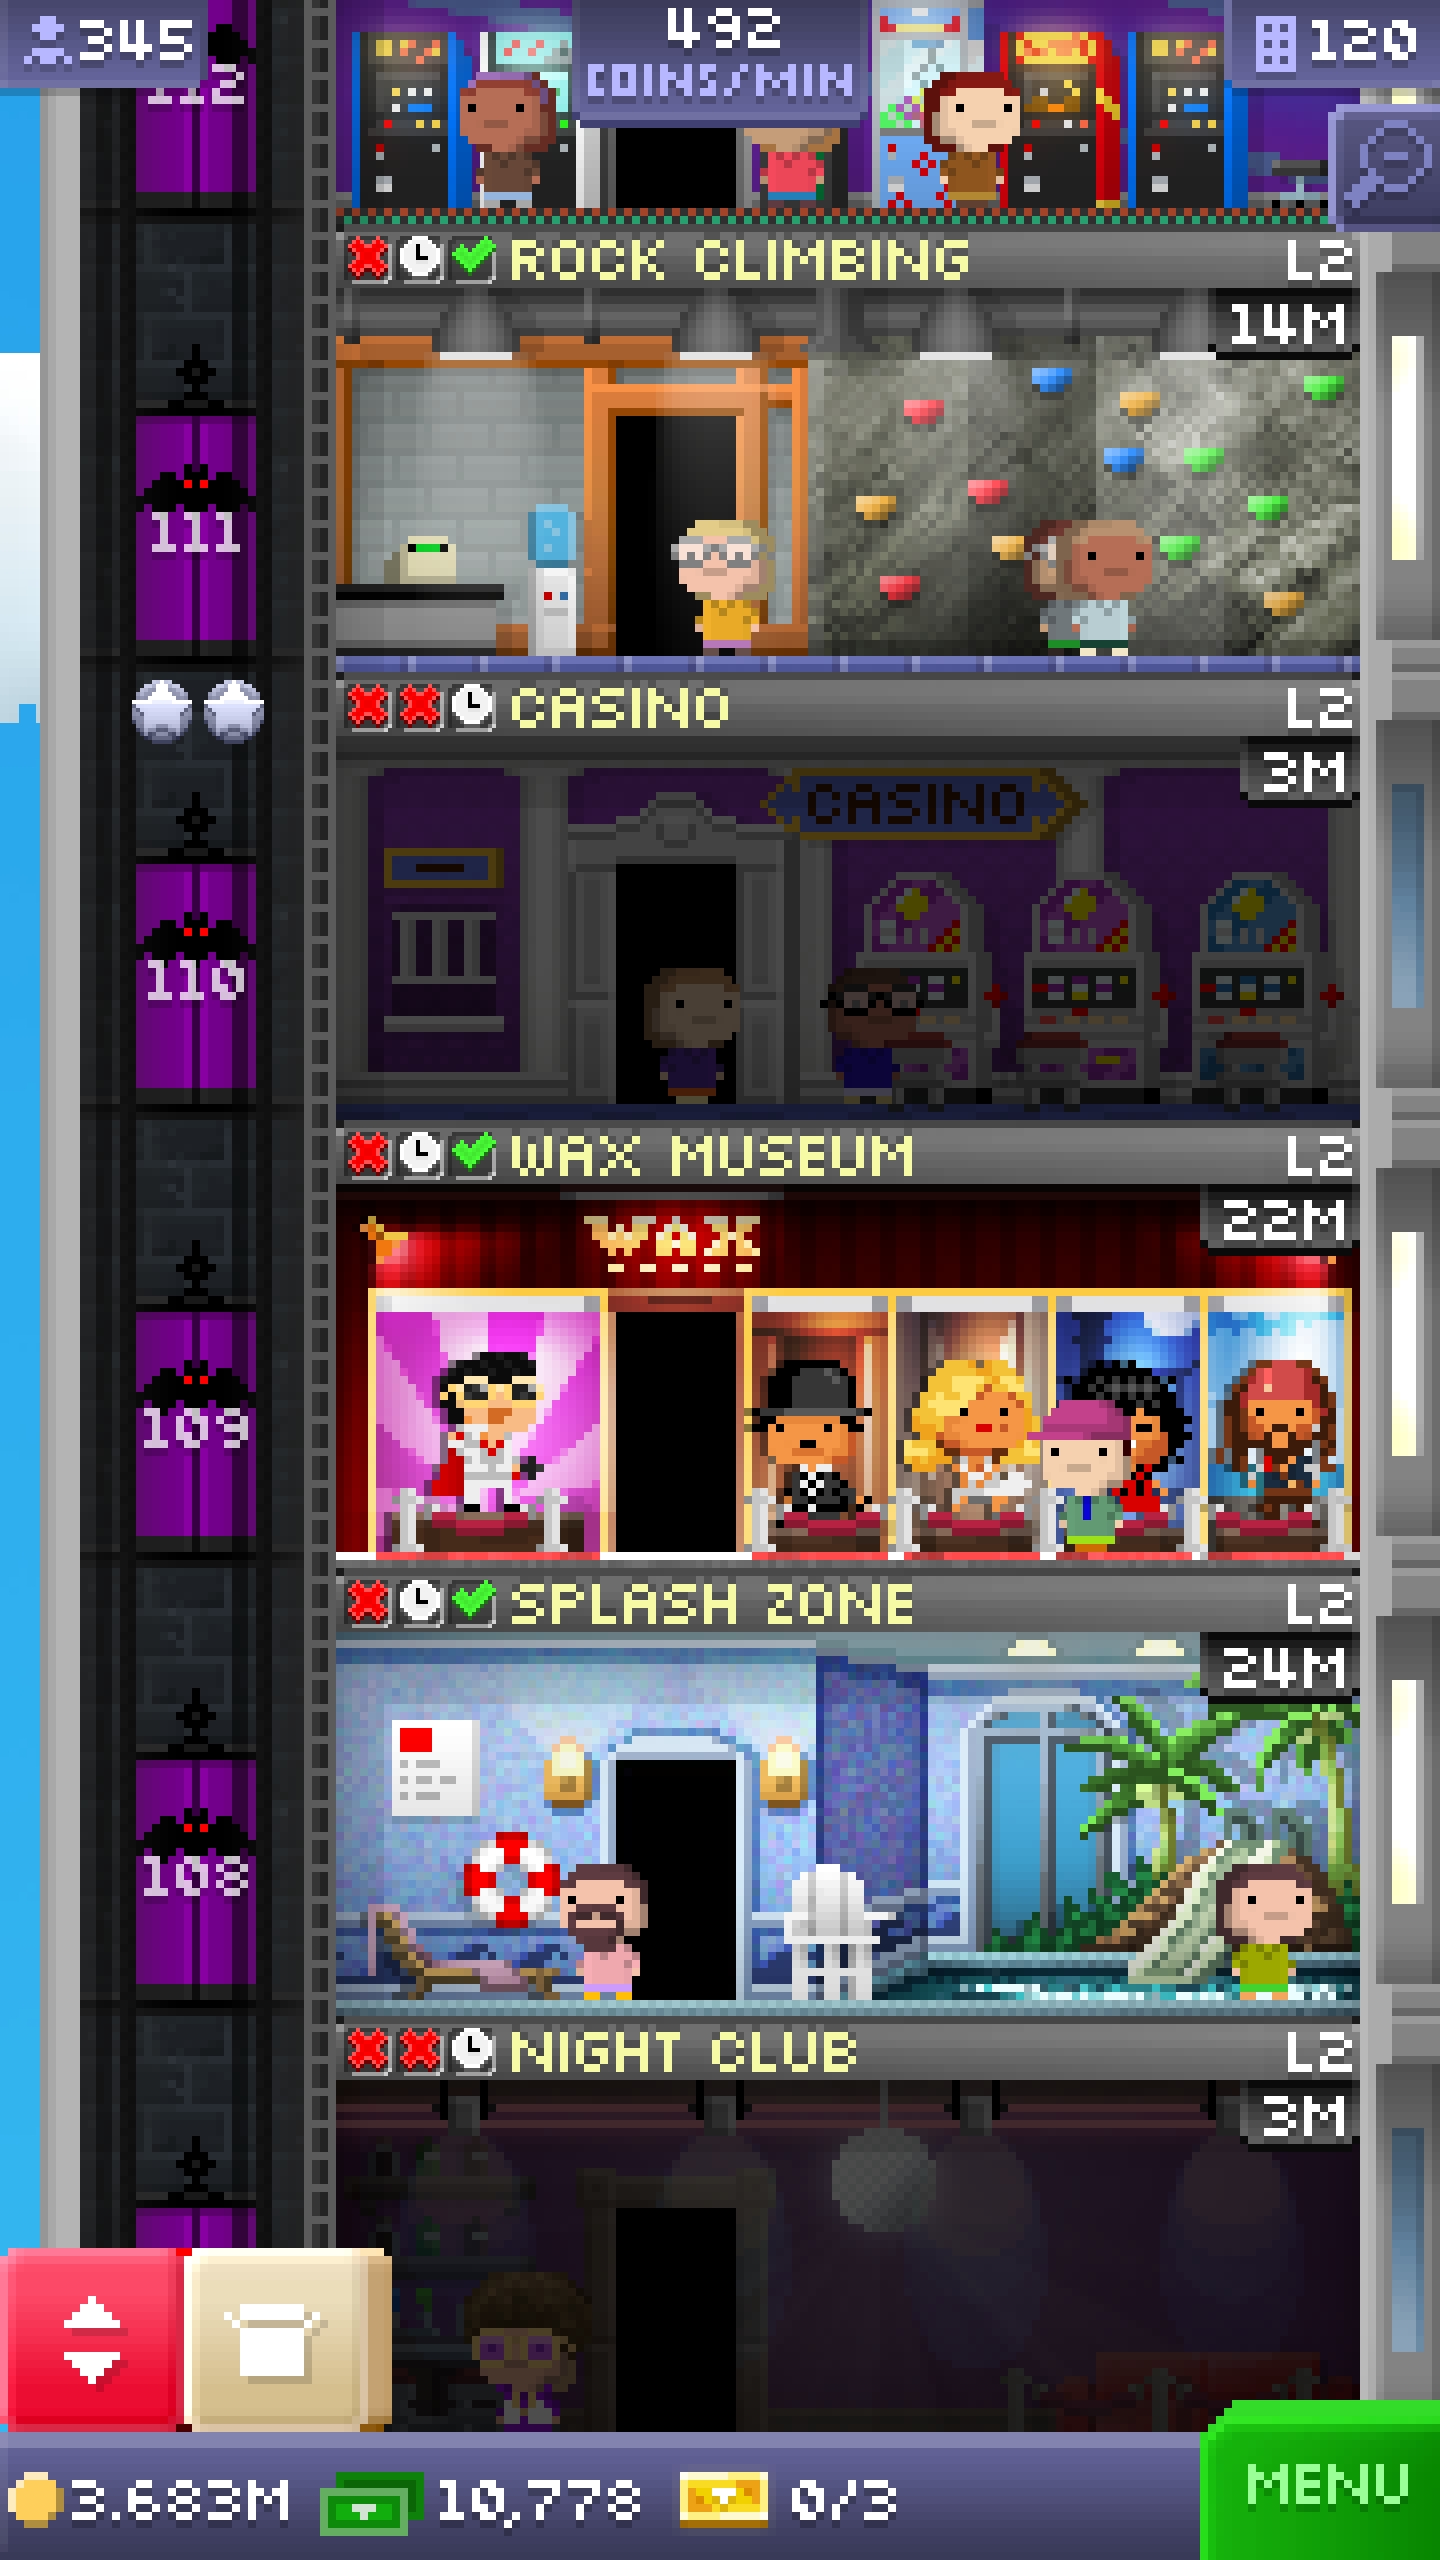 345
492
COINS/MIN
120
112
ROCK CLIMBING L2
14M
111
CASINO L2
3M
CASINO
110
WAX MUSEUM L2
22M
WAX
109
SPLASH ZONE L2
24M
108
NIGHT CLUB L2
3M
3.683M 10,778 0/3
MENU